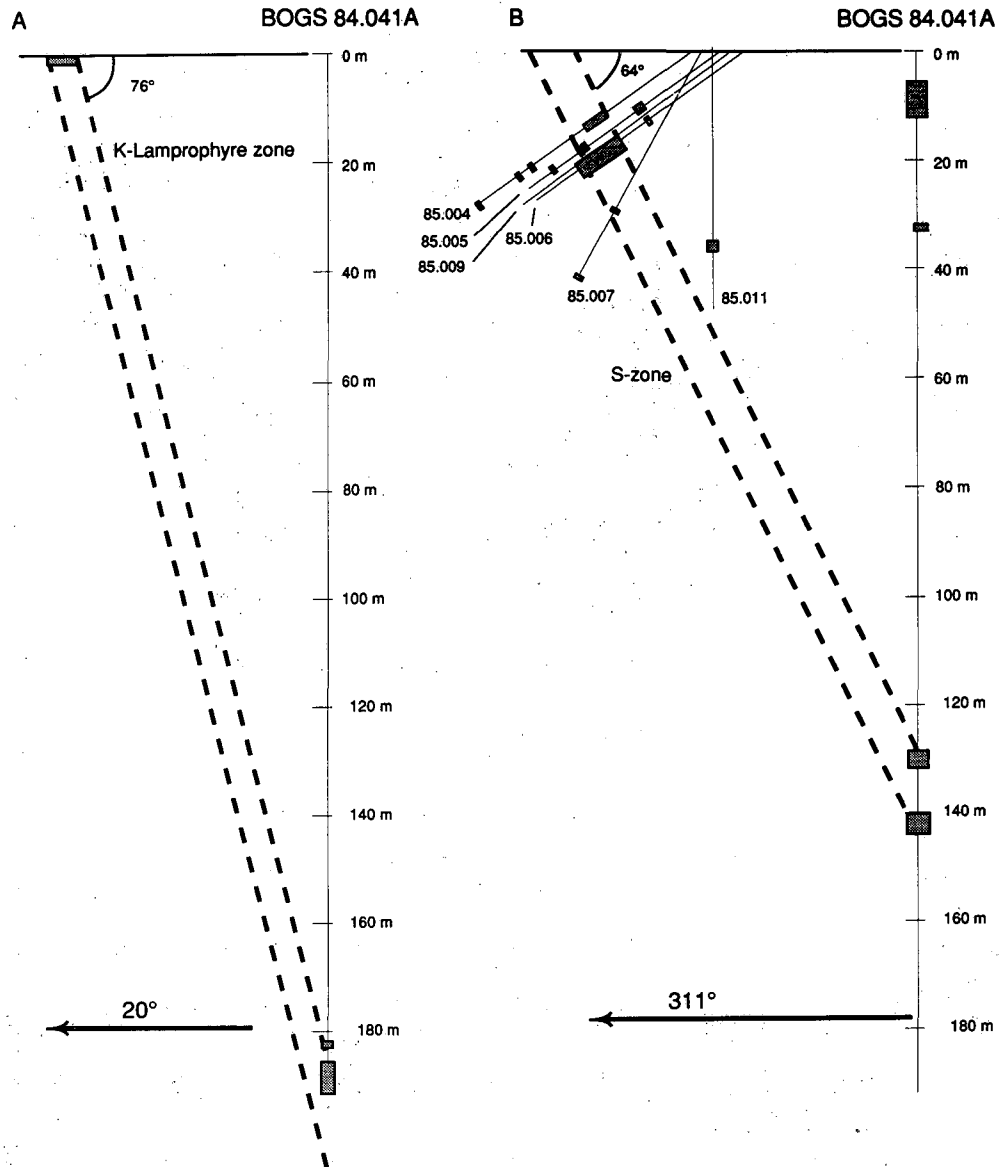 A
BOGS 84.041A
0 m
76°
K-Lamprophyre zone
20 m
40 m
60 m
80 m
100 m
120 m
140 m
160 m
20°
180 m
B
BOGS 84.041A
0 m
64°
20 m
85.004
85.005
85.006
85.009
40 m
85.007
85.011
S-zone
60 m
80 m
100 m
120 m
140 m
160 m
311°
180 m